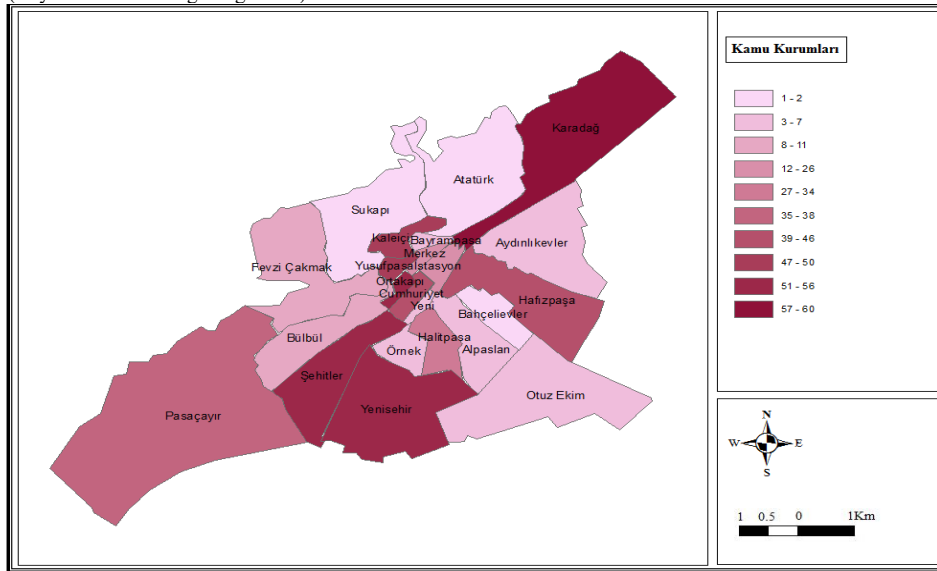 Kamu Kurumları
1 - 2
3 - 7
8 - 11
12 - 26
27 - 34
35 - 38
39 - 46
47 - 50
51 - 56
57 - 60
Karadağ
Atatürk
Sukapı
Kaleiçi
Bayrampaşa
Aydınlıkevler
Merkez
Fevzi Çakmak
Yusufpaşa
İstasyon
Ortakapı
Cumhuriyet
Yeni
Hafızpaşa
Bahçelievler
Bülbül
Halitpaşa
Örnek
Alpaslan
Şehitler
Otuz Ekim
Yenisehir
Pasaçayır
N
W E
S
1 0.5 0 1Km